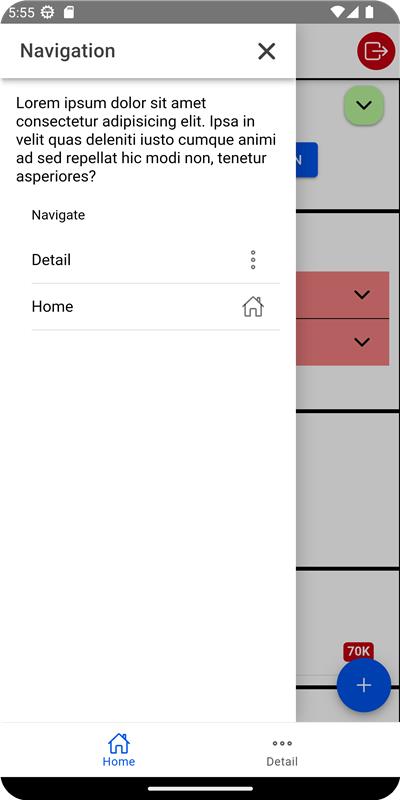 5:55
Navigation
Lorem ipsum dolor sit amet
consectetur adipisicing elit. Ipsa in
velit quas deleniti iusto cumque animi
ad sed repellat hic modi non, tenetur
asperiores?
N
Navigate
Detail
Home
70K
Home
Detail